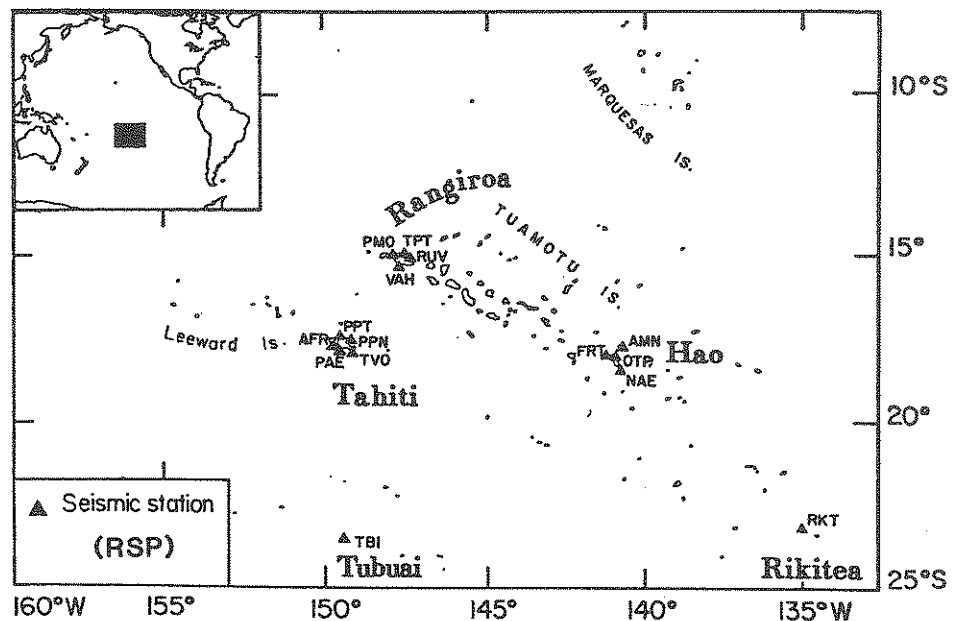 MARQUESAS IS.
10°S
Rangiroa
TUAMOTU IS.
PMO TPT
RUV
VAH
15°
Leeward Is.
PPT
AFR PPN
PAE TVO
Tahiti
AMN
FRT OTP Hao
NAE
20°
Seismic station
(RSP)
TBI
Tubuai
RKT
Rikitea
25°S
160°W 155° 150° 145° 140° 135°W